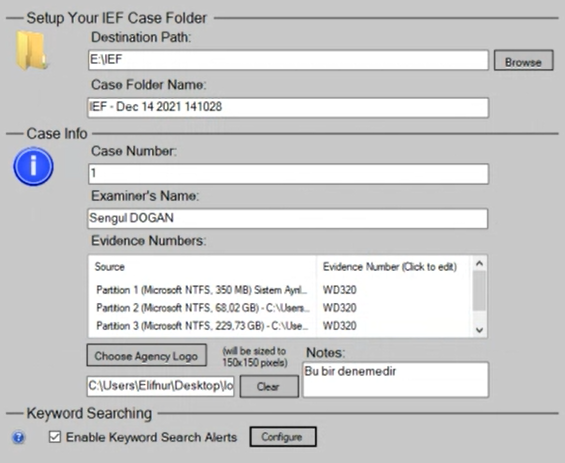 Setup Your IEF Case Folder
Destination Path:
E:\IEF
Browse
Case Folder Name:
IEF - Dec 14 2021 141028
Case Info
Case Number:
1
Examiner's Name:
Sengul DOGAN
Evidence Numbers:
Source Evidence Number (Click to edit)
Partition 1 (Microsoft NTFS, 350 MB) Sistem Ayrıl... WD320
Partition 2 (Microsoft NTFS, 68,02 GB) - C:\Users... WD320
Partition 3 (Microsoft NTFS, 229,73 GB) - C:\Use... WD320
Choose Agency Logo (will be sized to 150x150 pixels) Notes:
C:\Users\Elifnur\Desktop\lo Clear Bu bir denemedir
Keyword Searching
Enable Keyword Search Alerts Configure